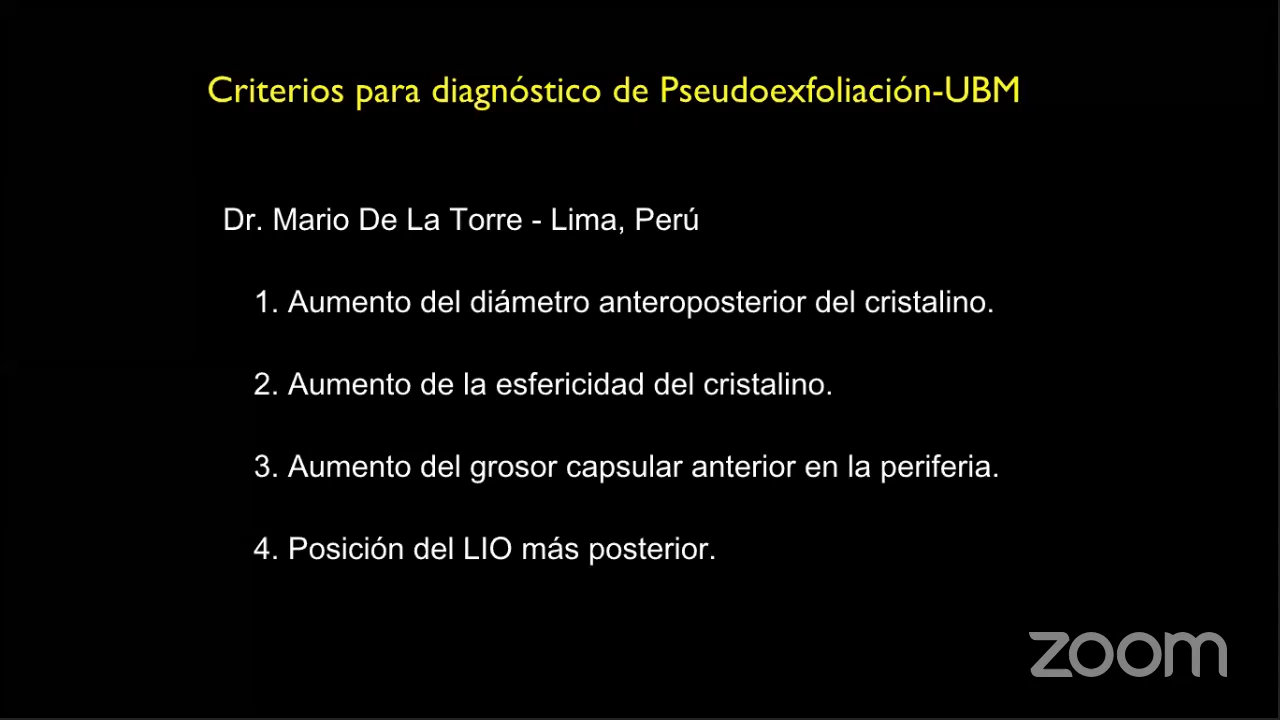 Criterios para diagnóstico de Pseudoexfoliación-UBM
Dr. Mario De La Torre - Lima, Perú
1. Aumento del diámetro anteroposterior del cristalino.
2. Aumento de la esfericidad del cristalino.
3. Aumento del grosor capsular anterior en la periferia.
4. Posición del LIO más posterior.
zoom